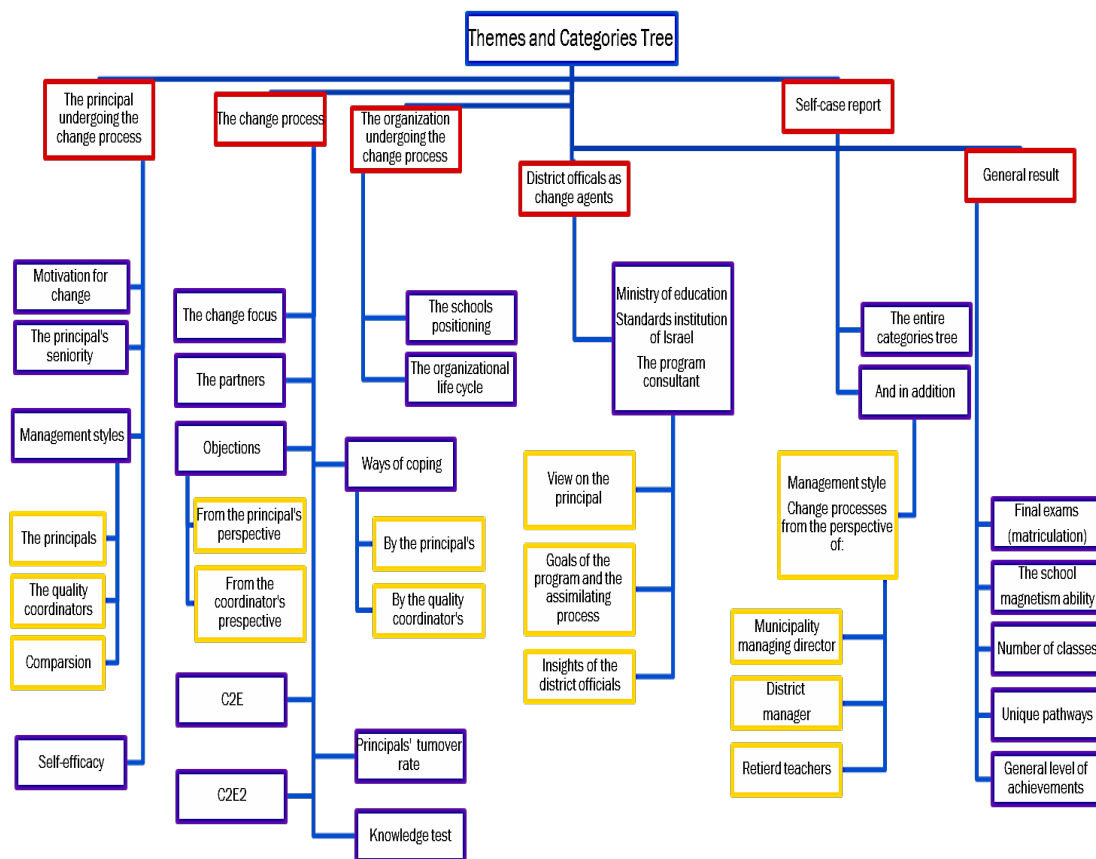 Themes and Categories Tree
The principal
undergoing the
change process
The change process
The organization
undergoing the
change process
District officals as
change agents
Self-case report
General result
Motivation for
change
The principal's
seniority
Management styles
The principals
The quality
coordinators
Comparsion
Self-efficacy
The change focus
The partners
Objections
From the principal's
perspective
From the
coordinator's
prespective
C2E
C2E2
Ways of coping
By the principal's
By the quality
coordinator's
Principals' turnover
rate
Knowledge test
The schools
positioning
The organizational
life cycle
Ministry of education
Standards institution
of Israel
The program
consultant
View on the
principal
Goals of the
program and the
assimilating
process
Insights of the
district officials
The entire
categories tree
And in addition
Management style
Change processes
from the perspective
of:
Municipality
managing director
District
manager
Retierd teachers
Final exams
(matriculation)
The school
magnetism ability
Number of classes
Unique pathways
General level of
achievements